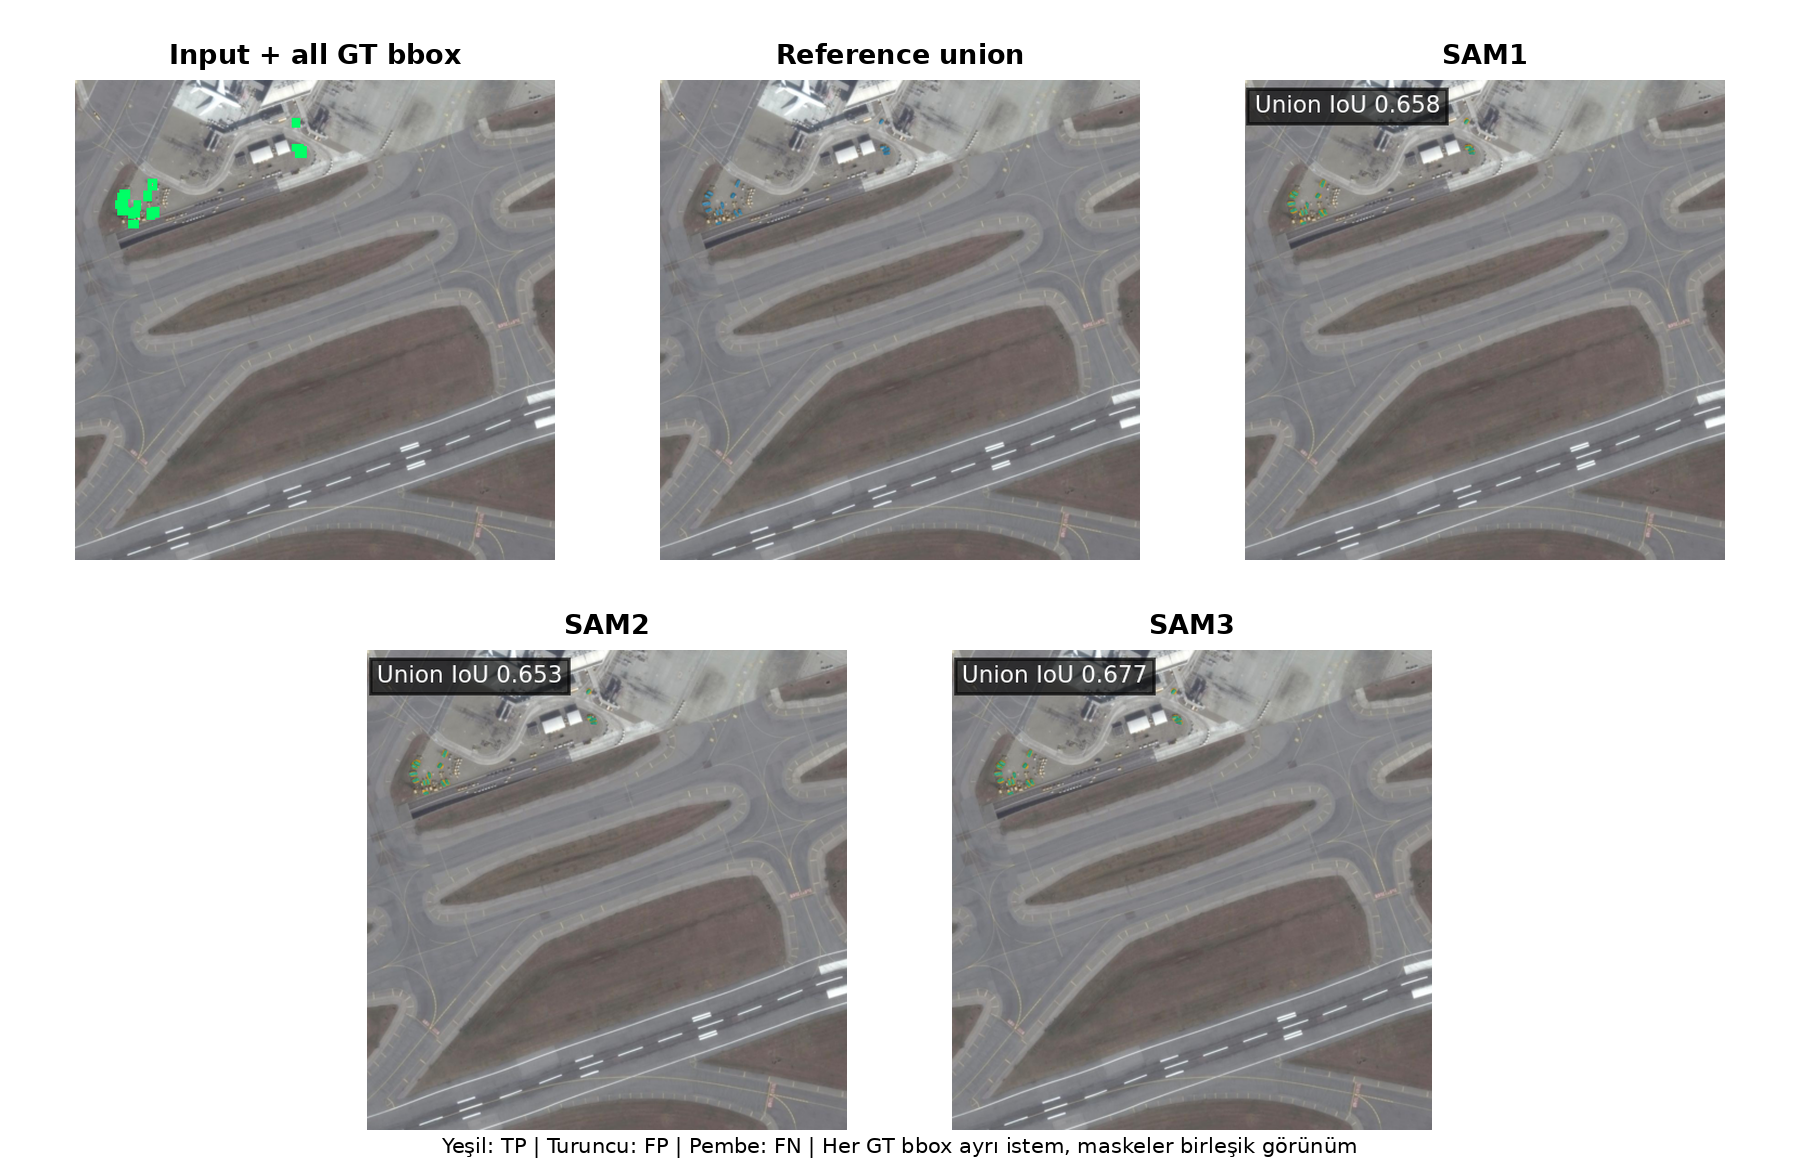 Input + all GT bbox
Reference union
SAM1
Union IoU 0.658
SAM2
SAM3
Union IoU 0.653
Union IoU 0.677
Yeşil: TP | Turuncu: FP | Pembe: FN | Her GT bbox ayrı istem, maskeler birleşik görünüm